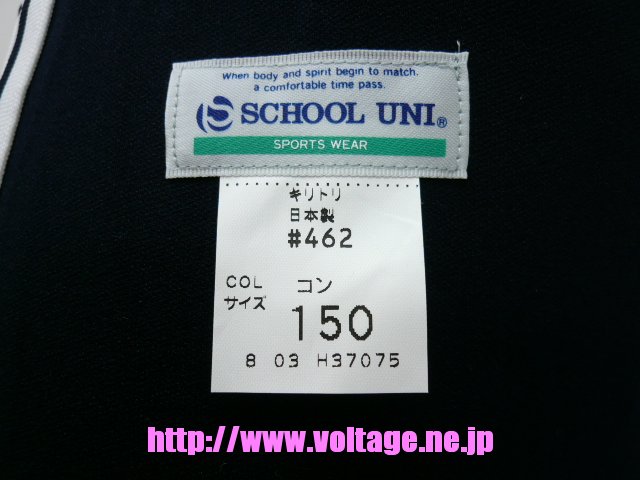 When body and spirit begin to match.
a comfortable time pass.
S SCHOOL UNI®
SPORTS WEAR
キリトリ
日本製
#462
COL コン
サイズ 150
8 03 H37075
http://www.voltage.ne.jp